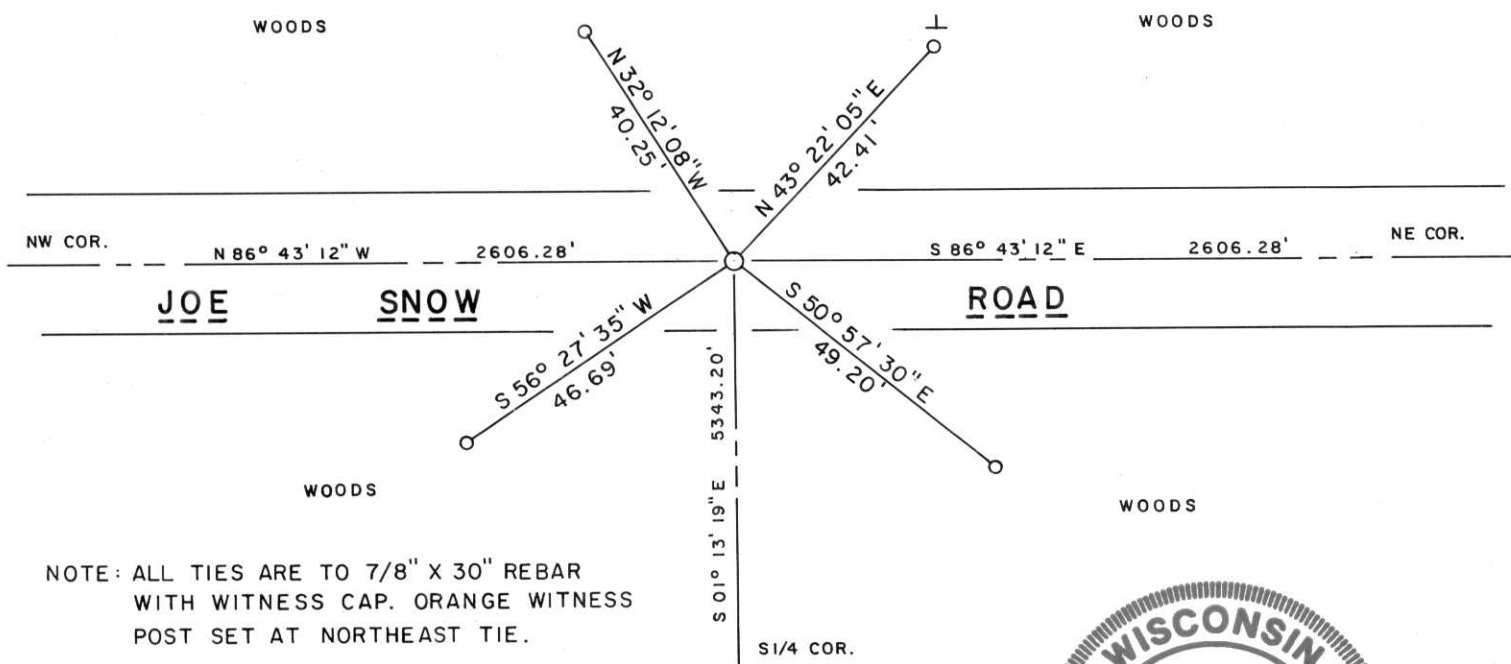 WOODS
WOODS
N 32° 12' 08" W
40.25'
N 43° 22' 05" E
42.41'
NW COR.
N 86° 43' 12" W
2606.28'
S 86° 43' 12" E
2606.28'
NE COR.
JOE SNOW ROAD
S 56° 27' 35" W
46.69'
S 50° 57' 30" E
49.20'
S 01° 13' 19" E 5343.20'
WOODS
WOODS
NOTE: ALL TIES ARE TO 7/8" X 30" REBAR
WITH WITNESS CAP. ORANGE WITNESS
POST SET AT NORTHEAST TIE.
S1/4 COR.
WISCONSIN